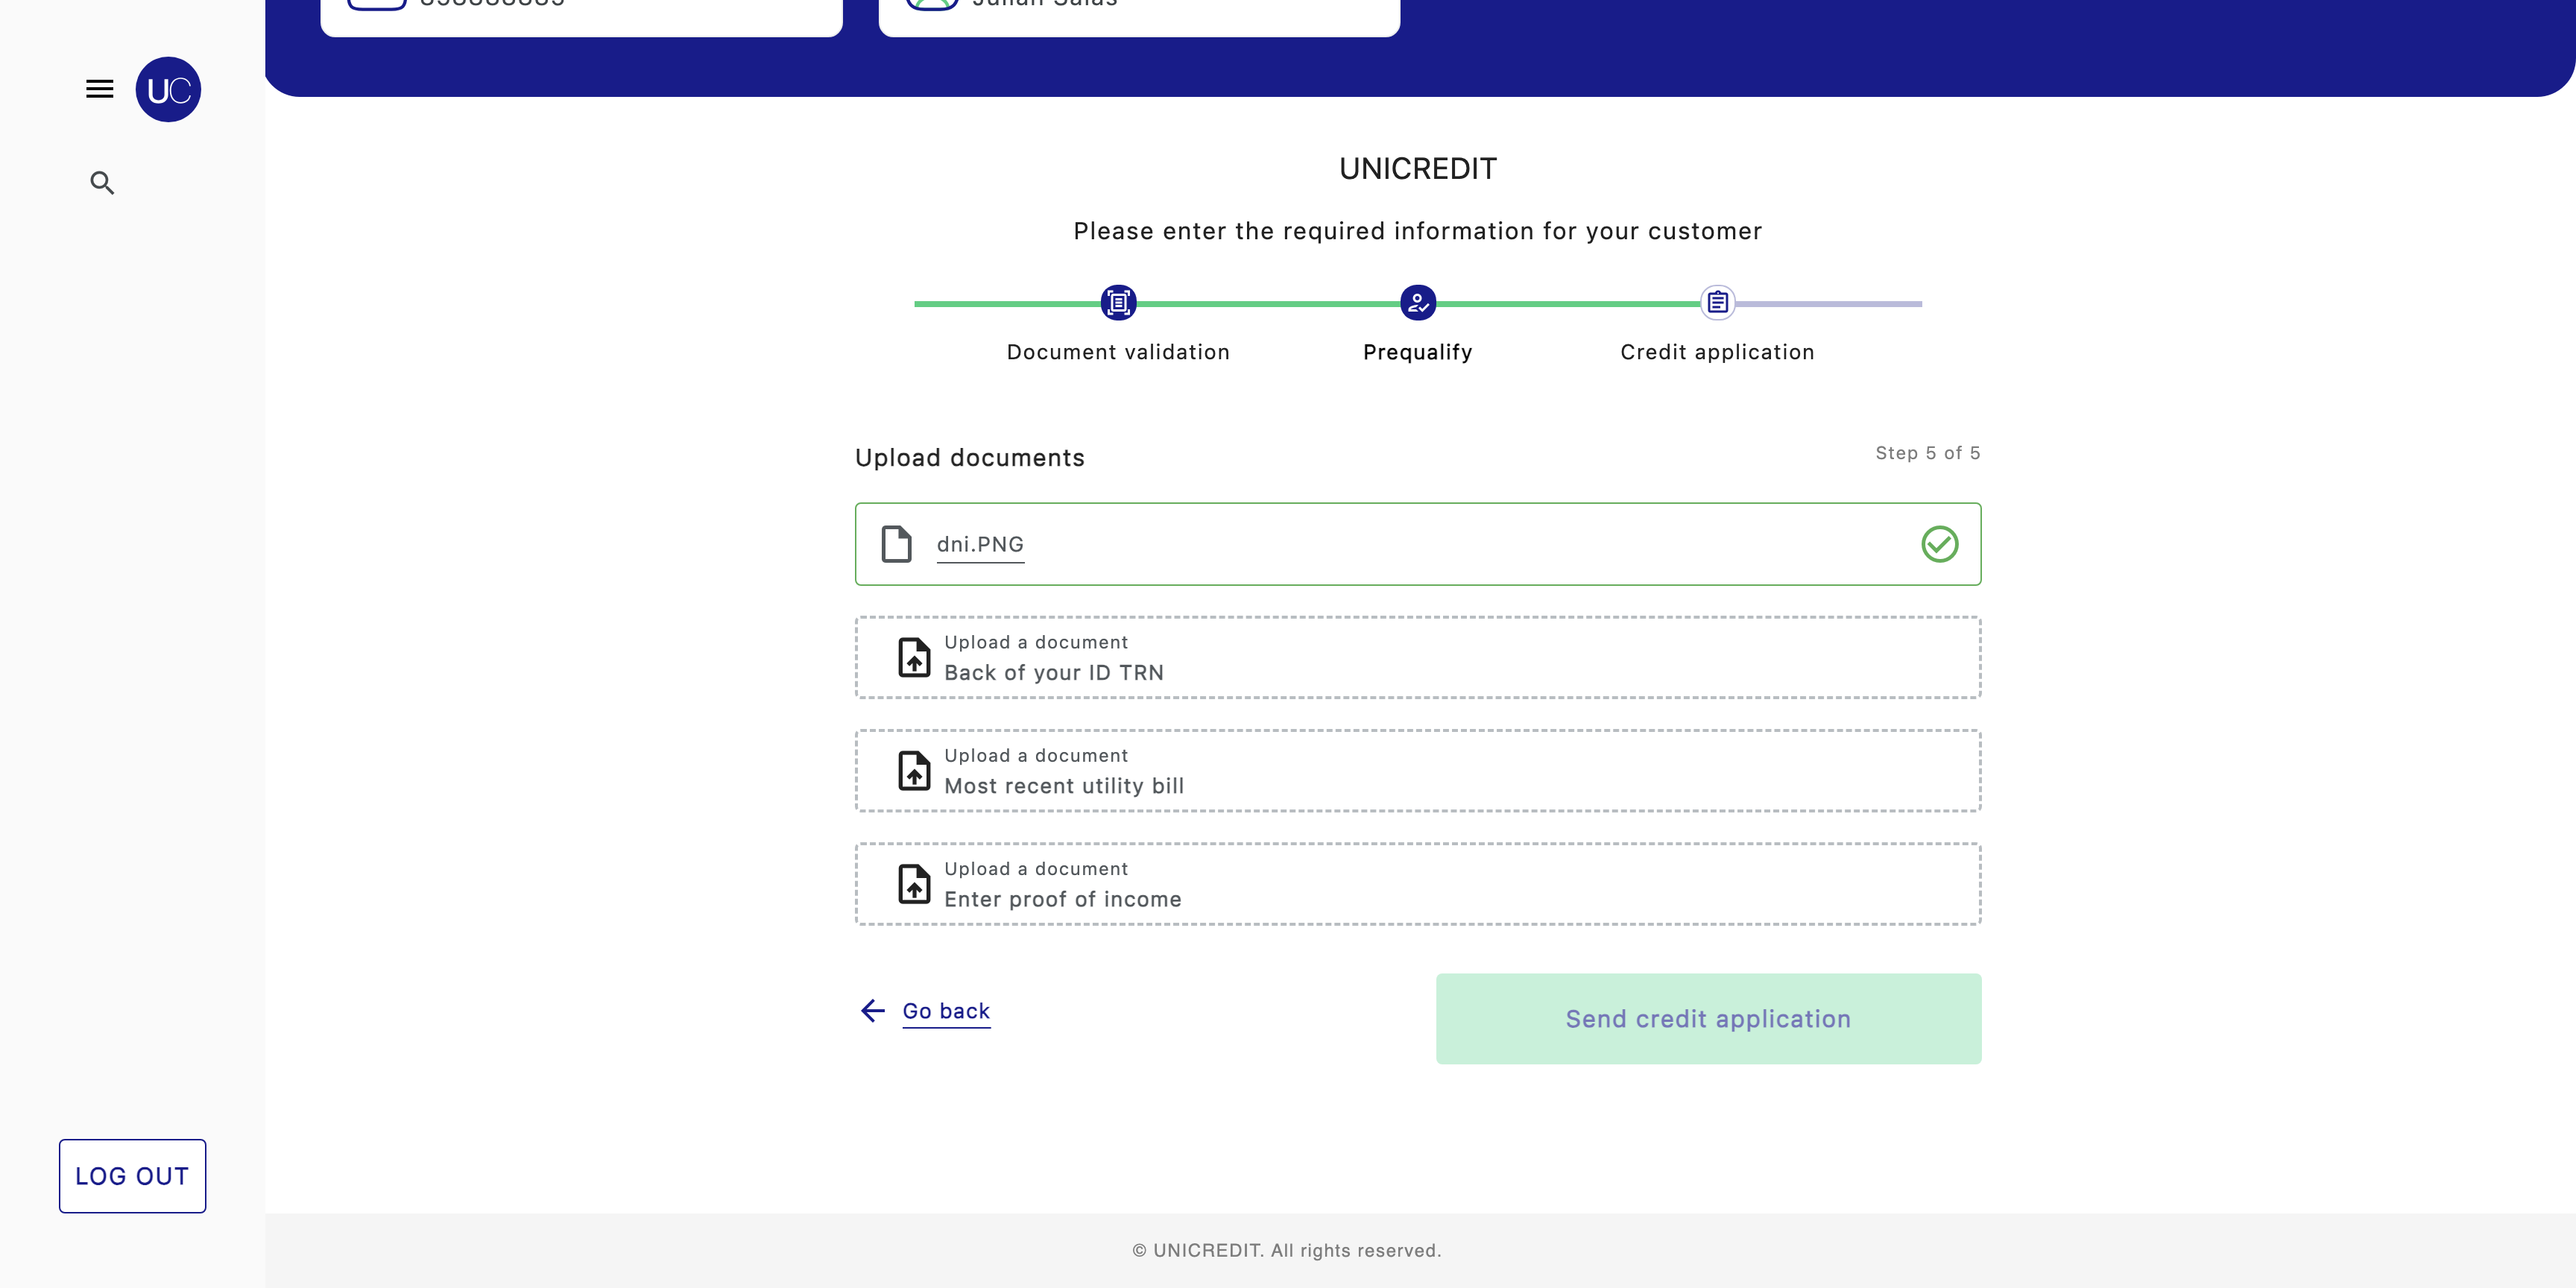 Julian Salas
UC
UNICREDIT
Please enter the required information for your customer
Document validation
Prequalify
Credit application
Upload documents
Step 5 of 5
dni.PNG
Upload a document
Back of your ID TRN
Upload a document
Most recent utility bill
Upload a document
Enter proof of income
Go back
Send credit application
LOG OUT
© UNICREDIT. All rights reserved.